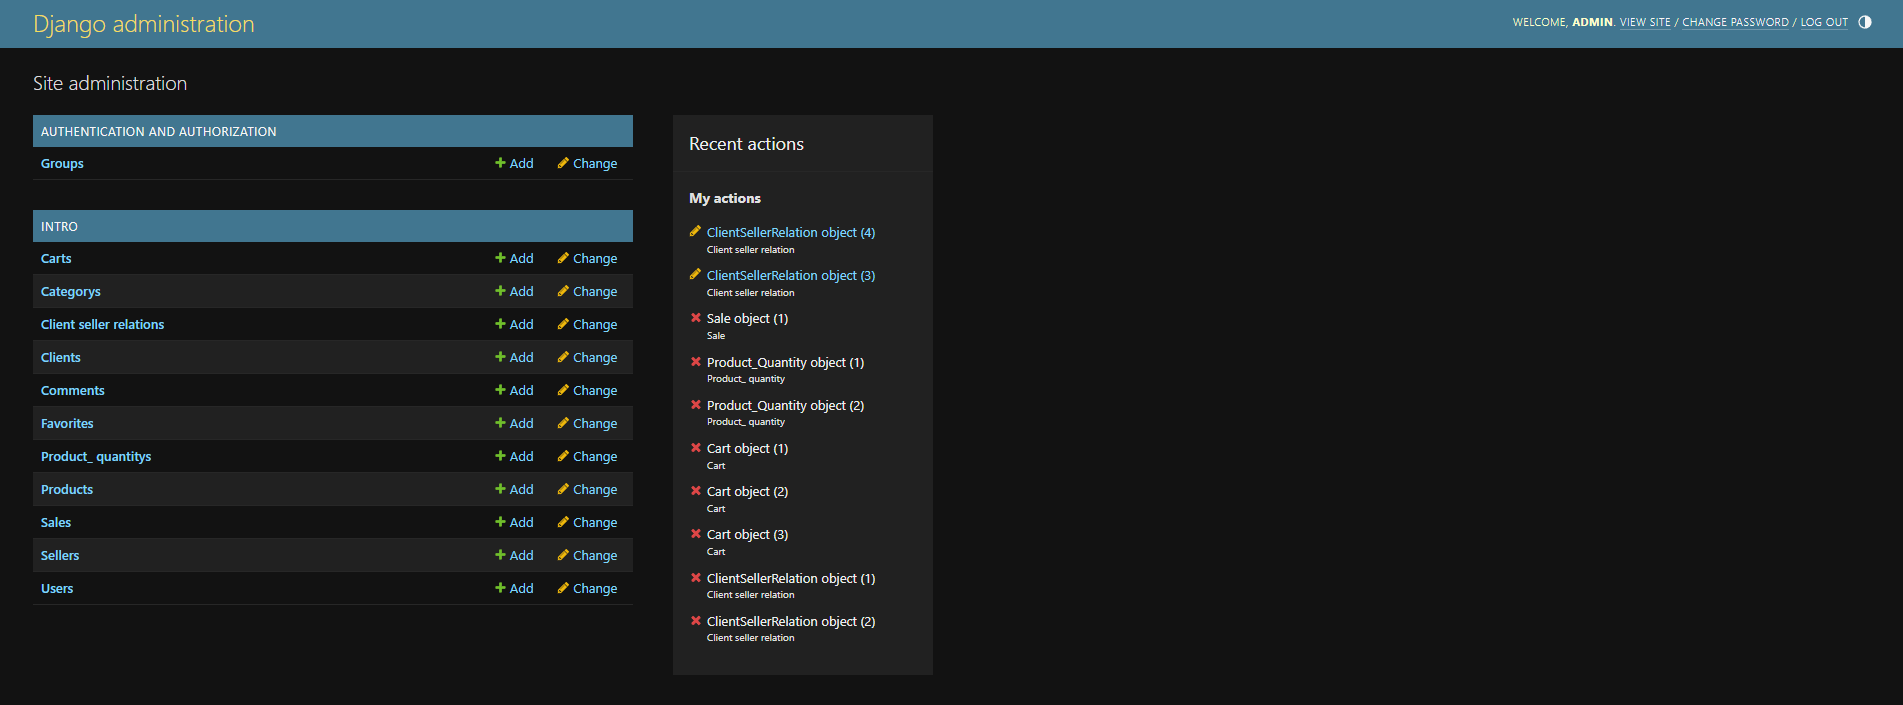 Django administration
WELCOME, ADMIN. VIEW SITE / CHANGE PASSWORD / LOG OUT
Site administration
AUTHENTICATION AND AUTHORIZATION
Groups Add Change
INTRO
Carts Add Change
Categorys Add Change
Client seller relations Add Change
Clients Add Change
Comments Add Change
Favorites Add Change
Product_ quantitys Add Change
Products Add Change
Sales Add Change
Sellers Add Change
Users Add Change
Recent actions
My actions
ClientSellerRelation object (4)
Client seller relation
ClientSellerRelation object (3)
Client seller relation
Sale object (1)
Sale
Product_Quantity object (1)
Product_ quantity
Product_Quantity object (2)
Product_ quantity
Cart object (1)
Cart
Cart object (2)
Cart
Cart object (3)
Cart
ClientSellerRelation object (1)
Client seller relation
ClientSellerRelation object (2)
Client seller relation